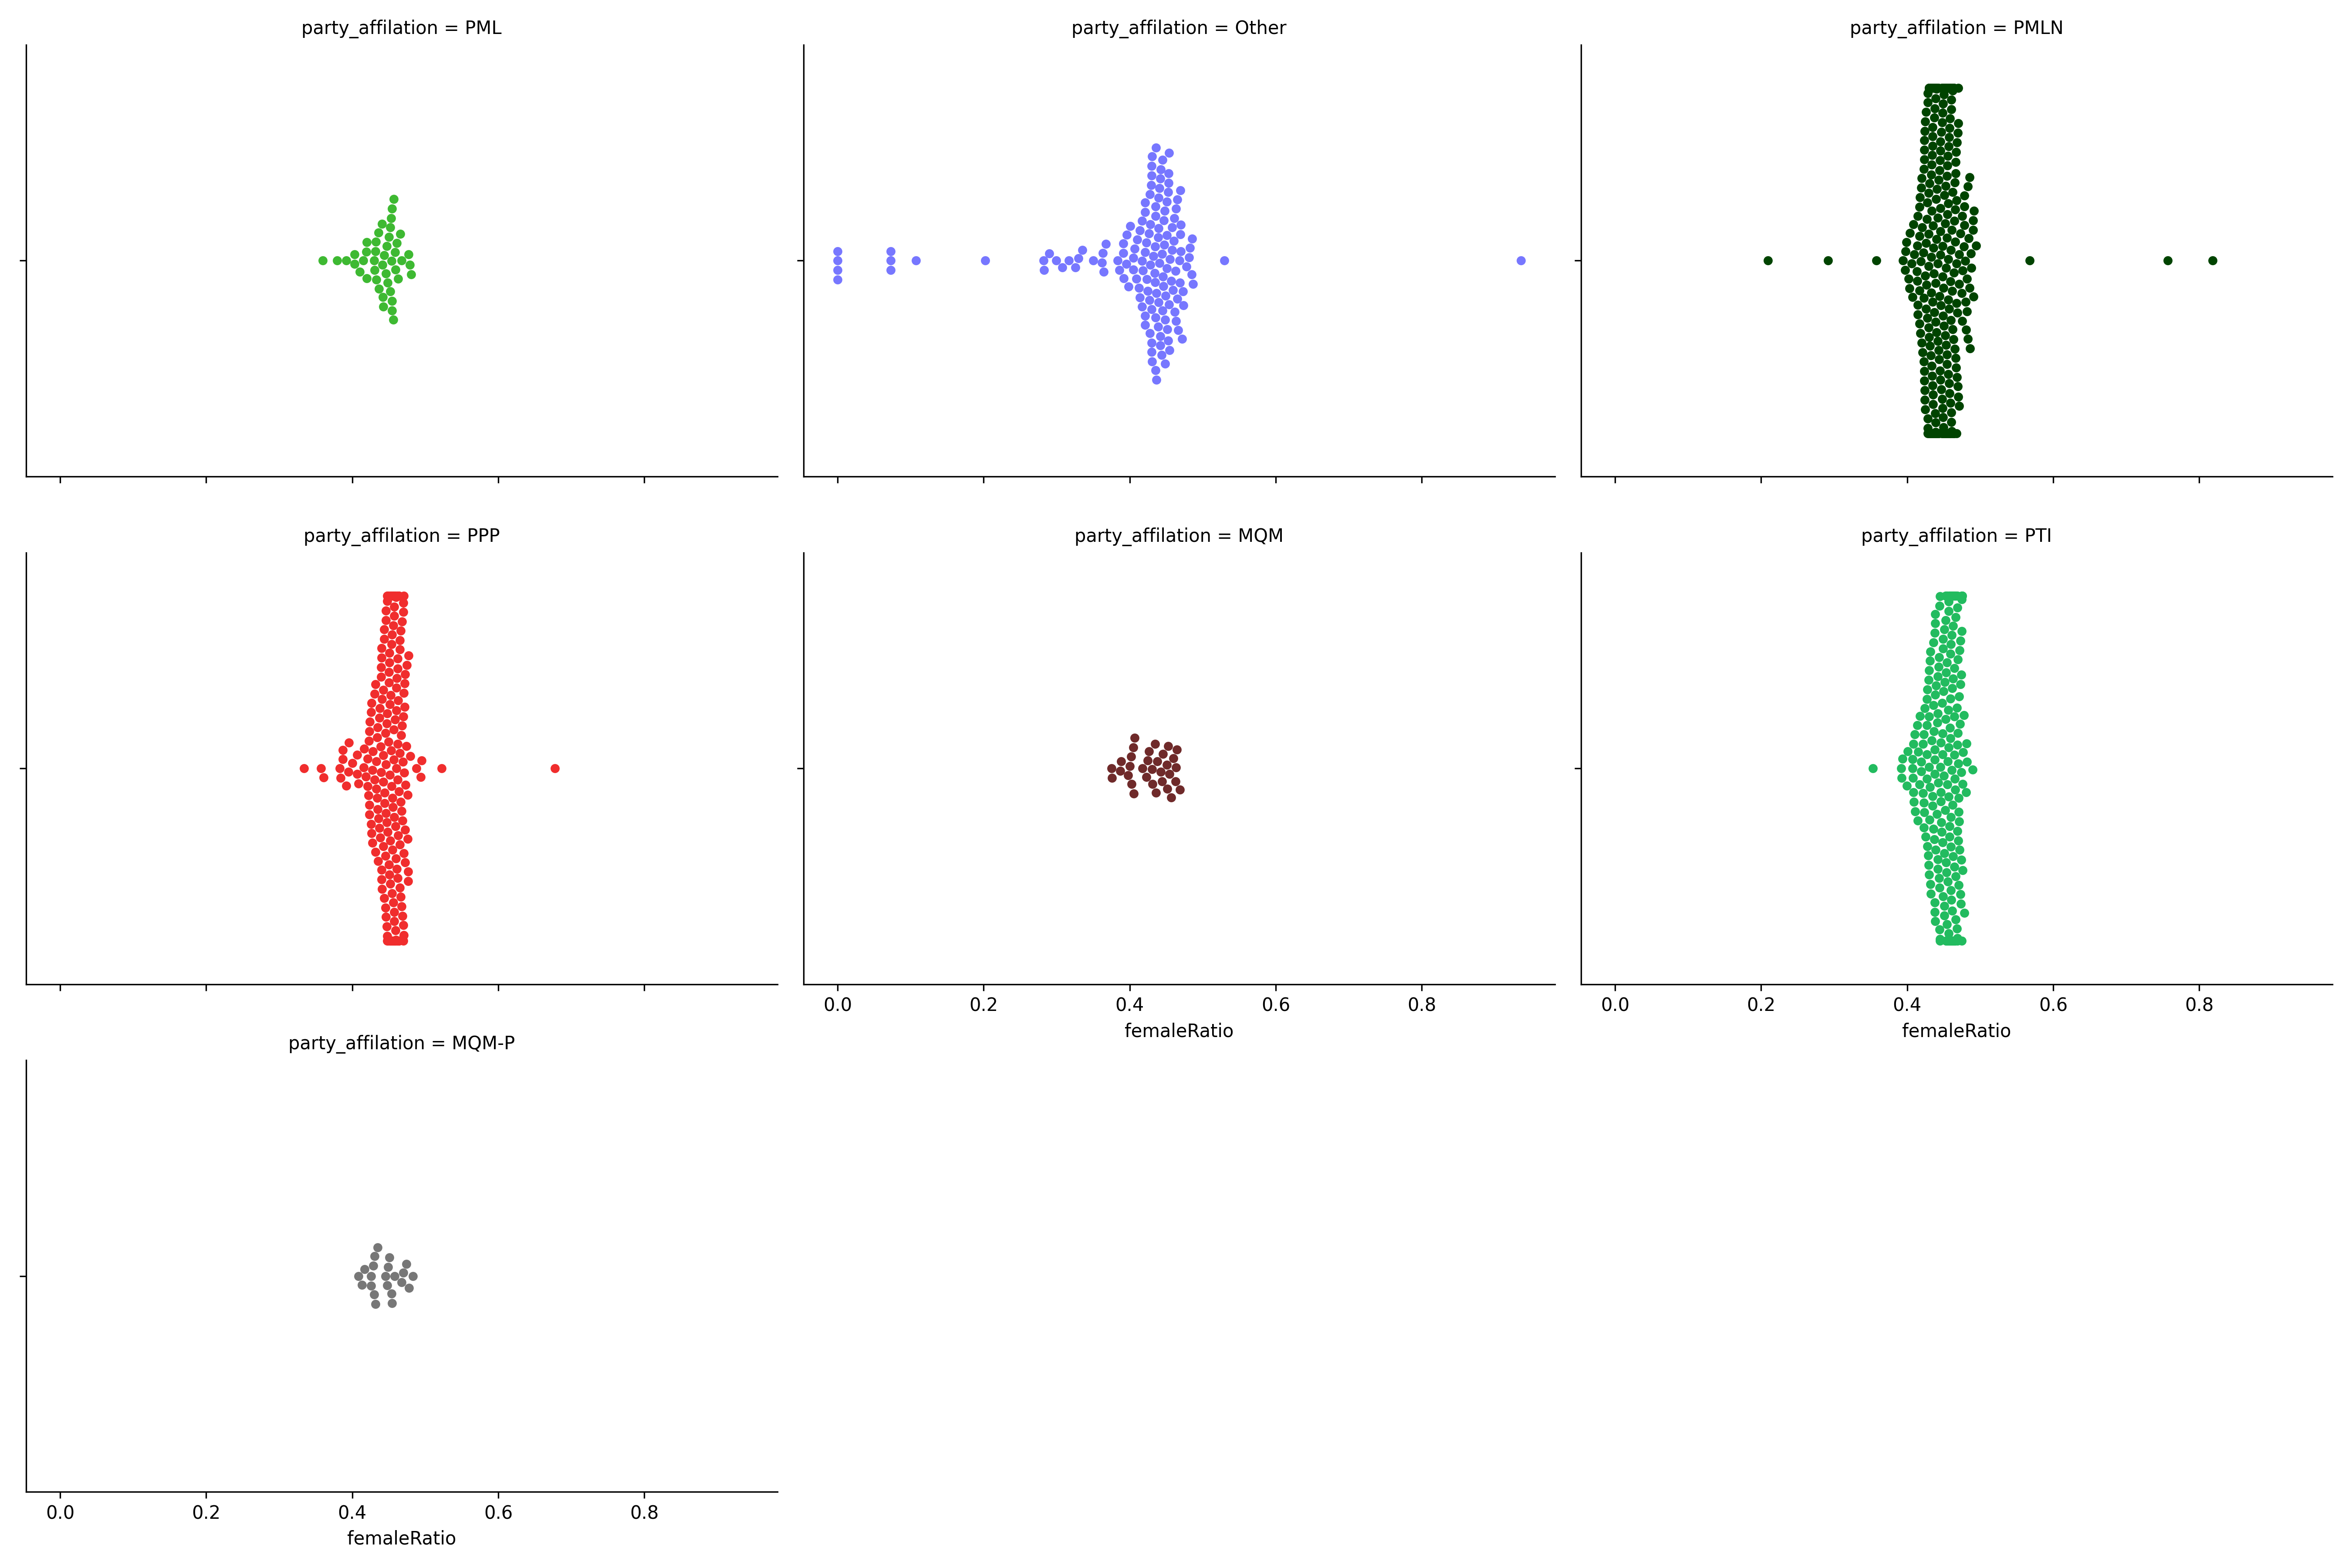 party_affilation = PML
party_affilation = Other
party_affilation = PMLN
party_affilation = PPP
party_affilation = MQM
party_affilation = PTI
0.0 0.2 0.4 0.6 0.8
femaleRatio
0.0 0.2 0.4 0.6 0.8
femaleRatio
party_affilation = MQM-P
0.0 0.2 0.4 0.6 0.8
femaleRatio